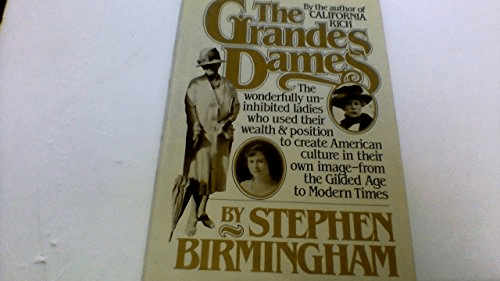 By the author of
CALIFORNIA
RICH
The
Grandes
Dames
The
wonderfully un-
inhibited ladies
who used their
wealth & position
to create American
culture in their
own image-from
the Gilded Age
to Modern Times
BY STEPHEN
BIRMINGHAM